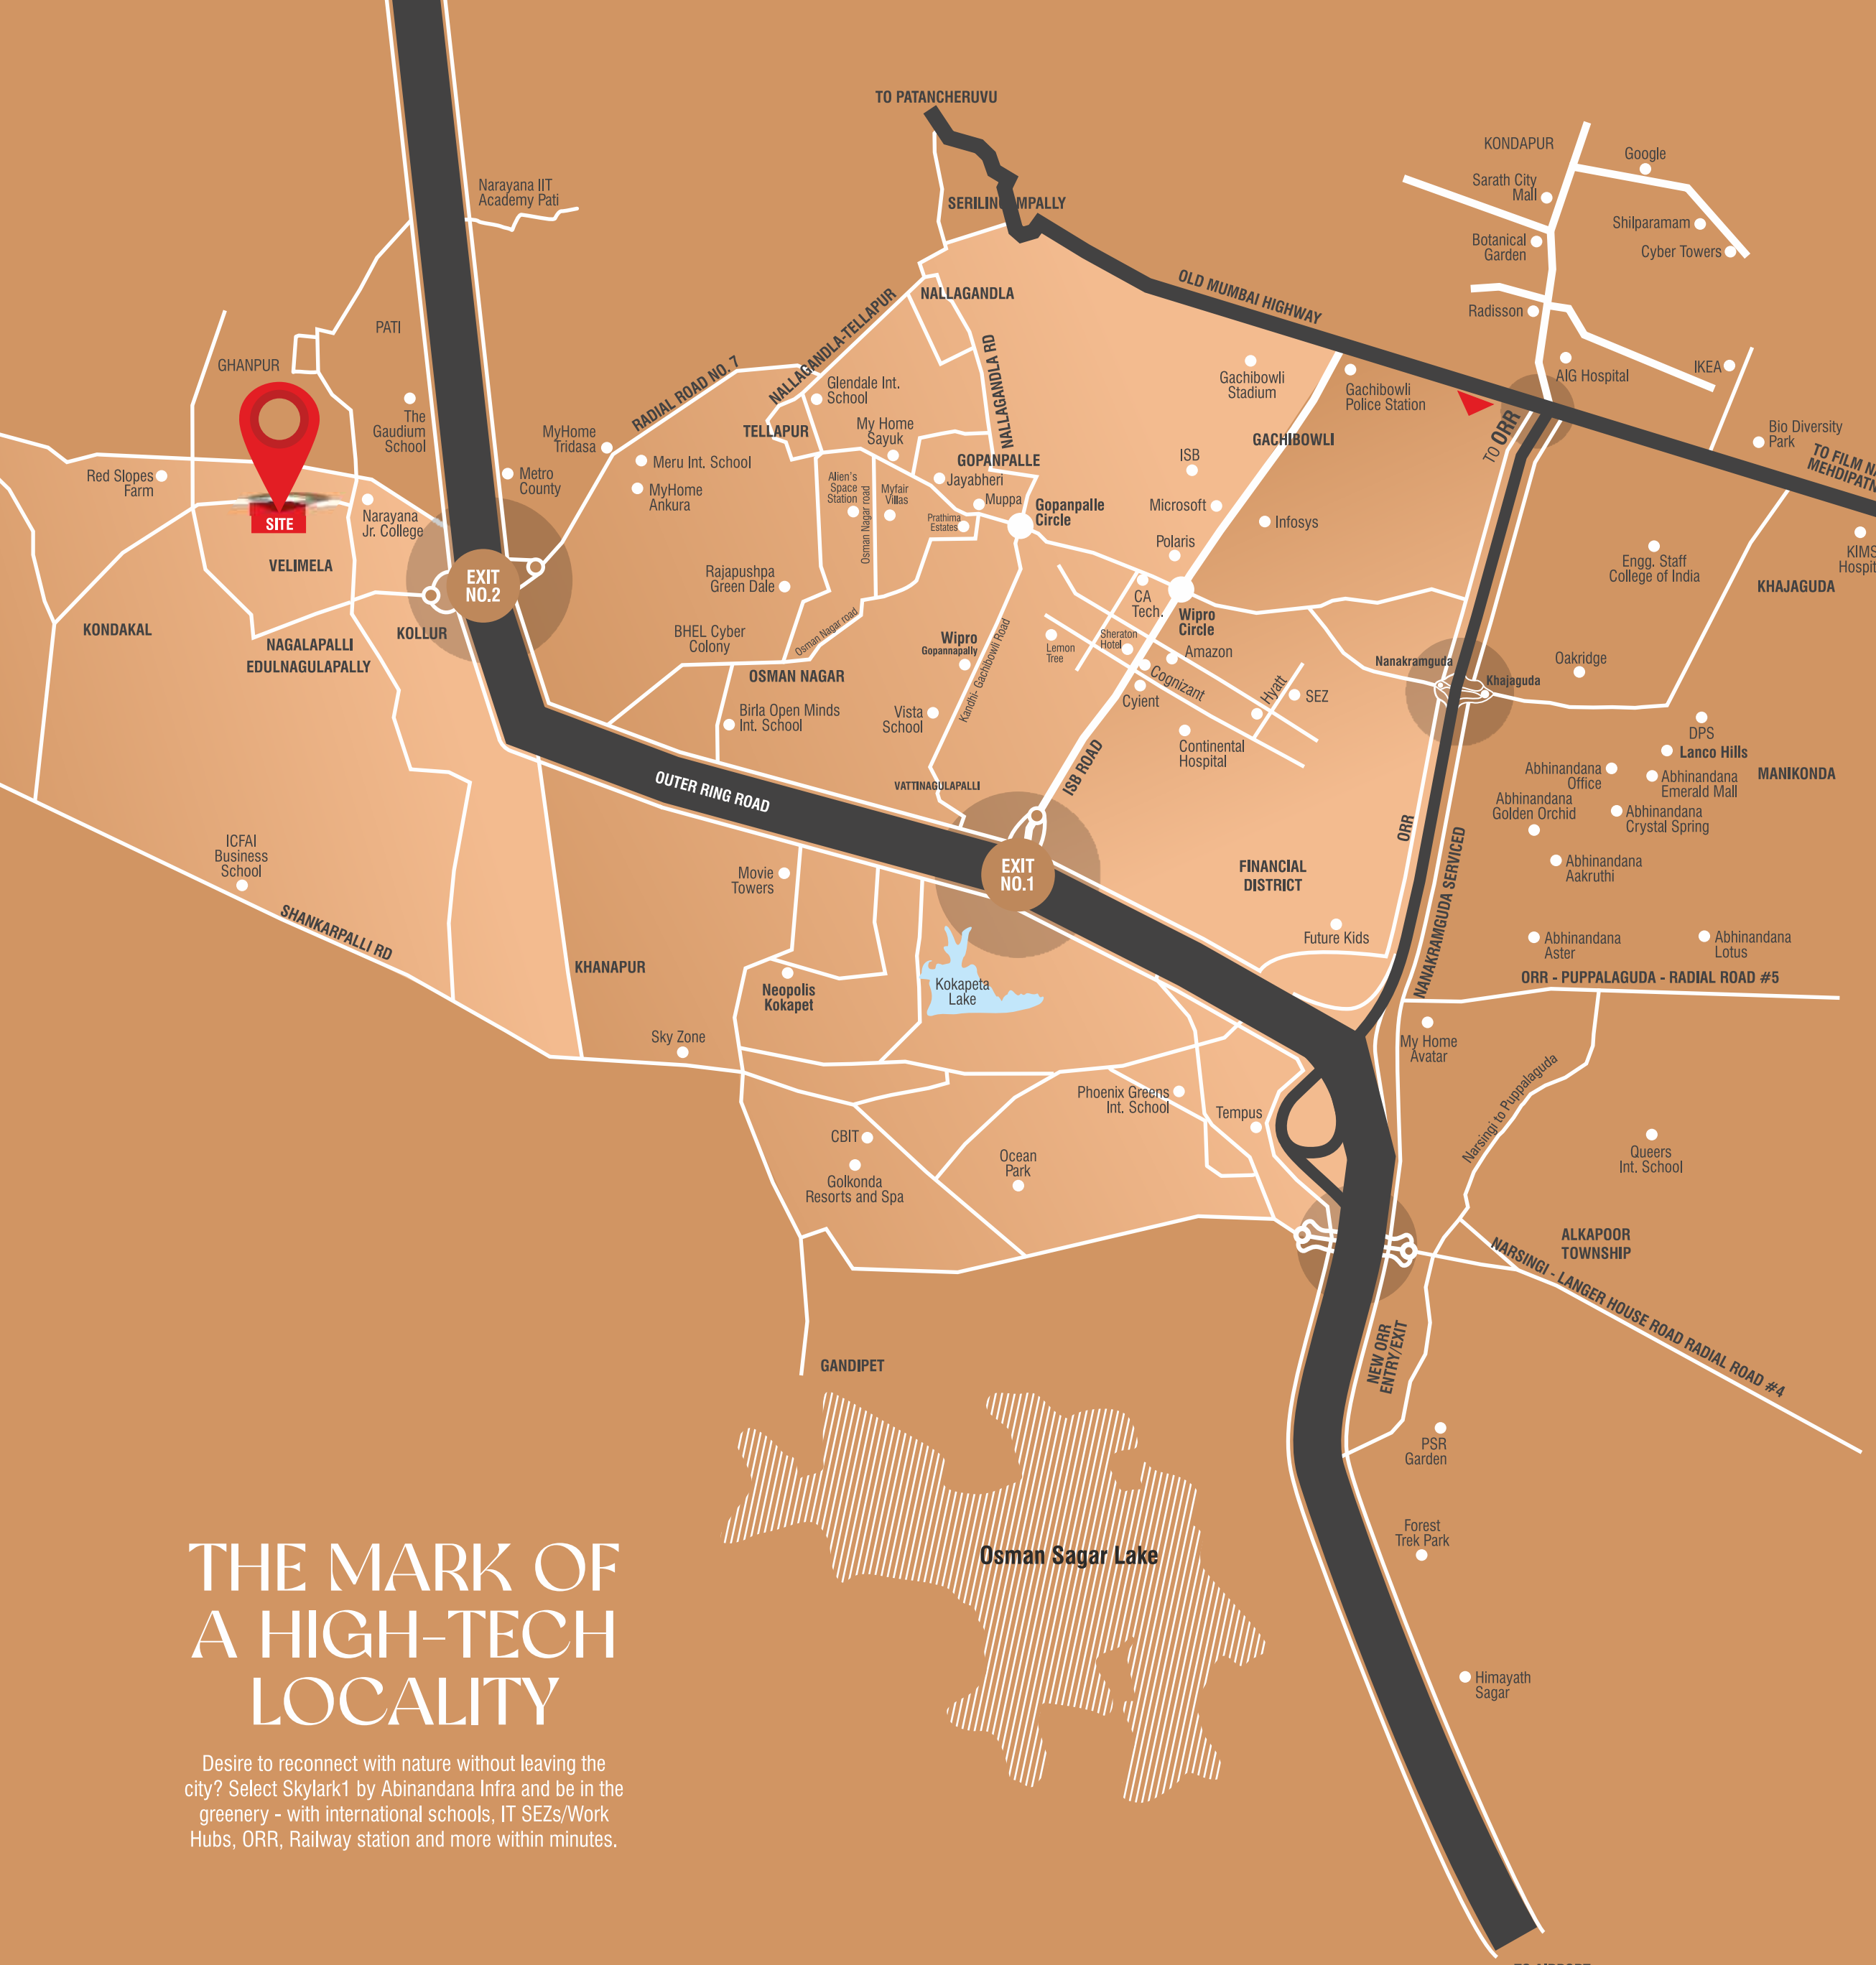 TO PATANCHERUVU
KONDAPUR
Google
Sarath City
Mall
Narayana IIT
Academy Pati
Shilparamam
Botanical
Garden
Cyber Towers
OLD MUMBAI HIGHWAY
NALLAGANDLA
Radisson
PATI
GHANPUR
NALLAGANDLA-TELLAPUR
NALLAGANDLA RD
RADIAL ROAD NO. 7
Glendale Int.
School
Gachibowli
Stadium
Gachibowli
Police Station
AIG Hospital
IKEA
The
Gaudium
School
MyHome
Tridasa
TELLAPUR
My Home
Sayuk
GACHIBOWLI
TO ORR
Bio Diversity
Park
Red Slopes
Farm
Metro
County
Meru Int. School
MyHome
Ankura
GOPANPALLE
ISB
Alien's
Space
Station
Osman Nagar road
Myfair
Villas
Jayabheri
Muppa
Prathima
Estates
Gopanpalle
Circle
Microsoft
Infosys
SITE
Narayana
Jr. College
Polaris
Engg. Staff
College of India
KHAJAGUDA
VELIMELA
EXIT
NO.2
Rajapushpa
Green Dale
CA
Tech.
Wipro
Circle
KONDAKAL
NAGALAPALLI
EDULNAGULAPALLY
KOLLUR
BHEL Cyber
Colony
Osman Nagar road
Wipro
Gopannapally
Kandhi- Gachibowli Road
Lemon
Tree
Sheraton
Hotel
Amazon
Nanakramguda
Oakridge
OSMAN NAGAR
Cognizant
Khajaguda
Cyient
Hyatt
SEZ
Birla Open Minds
Int. School
Vista
School
Continental
Hospital
DPS
Lanco Hills
MANIKONDA
OUTER RING ROAD
VATTINAGULAPALLI
ISB ROAD
Abhinandana
Office
Abhinandana
Emerald Mall
Abhinandana
Golden Orchid
Abhinandana
Crystal Spring
ORR
NANAKRAMGUDA SERVICED
ICFAI
Business
School
Movie
Towers
EXIT
NO.1
FINANCIAL
DISTRICT
Abhinandana
Aakruthi
SHANKARPALLI RD
Future Kids
Abhinandana
Aster
Abhinandana
Lotus
KHANAPUR
Neopolis
Kokapet
Kokapeta
Lake
ORR - PUPPALAGUDA - RADIAL ROAD #5
Sky Zone
My Home
Avatar
Narsingi to Puppalaguda
Phoenix Greens
Int. School
Tempus
CBIT
Golkonda
Resorts and Spa
Ocean
Park
Queers
Int. School
ALKAPOOR
TOWNSHIP
NARSINGI - LANGER HOUSE ROAD RADIAL ROAD #4
NEW ORR
ENTRY/EXIT
GANDIPET
PSR
Garden
Forest
Trek Park
Osman Sagar Lake
Himayath
Sagar
THE MARK OF
A HIGH-TECH
LOCALITY
Desire to reconnect with nature without leaving the
city? Select Skylark1 by Abinandana Infra and be in the
greenery - with international schools, IT SEZs/Work
Hubs, ORR, Railway station and more within minutes.